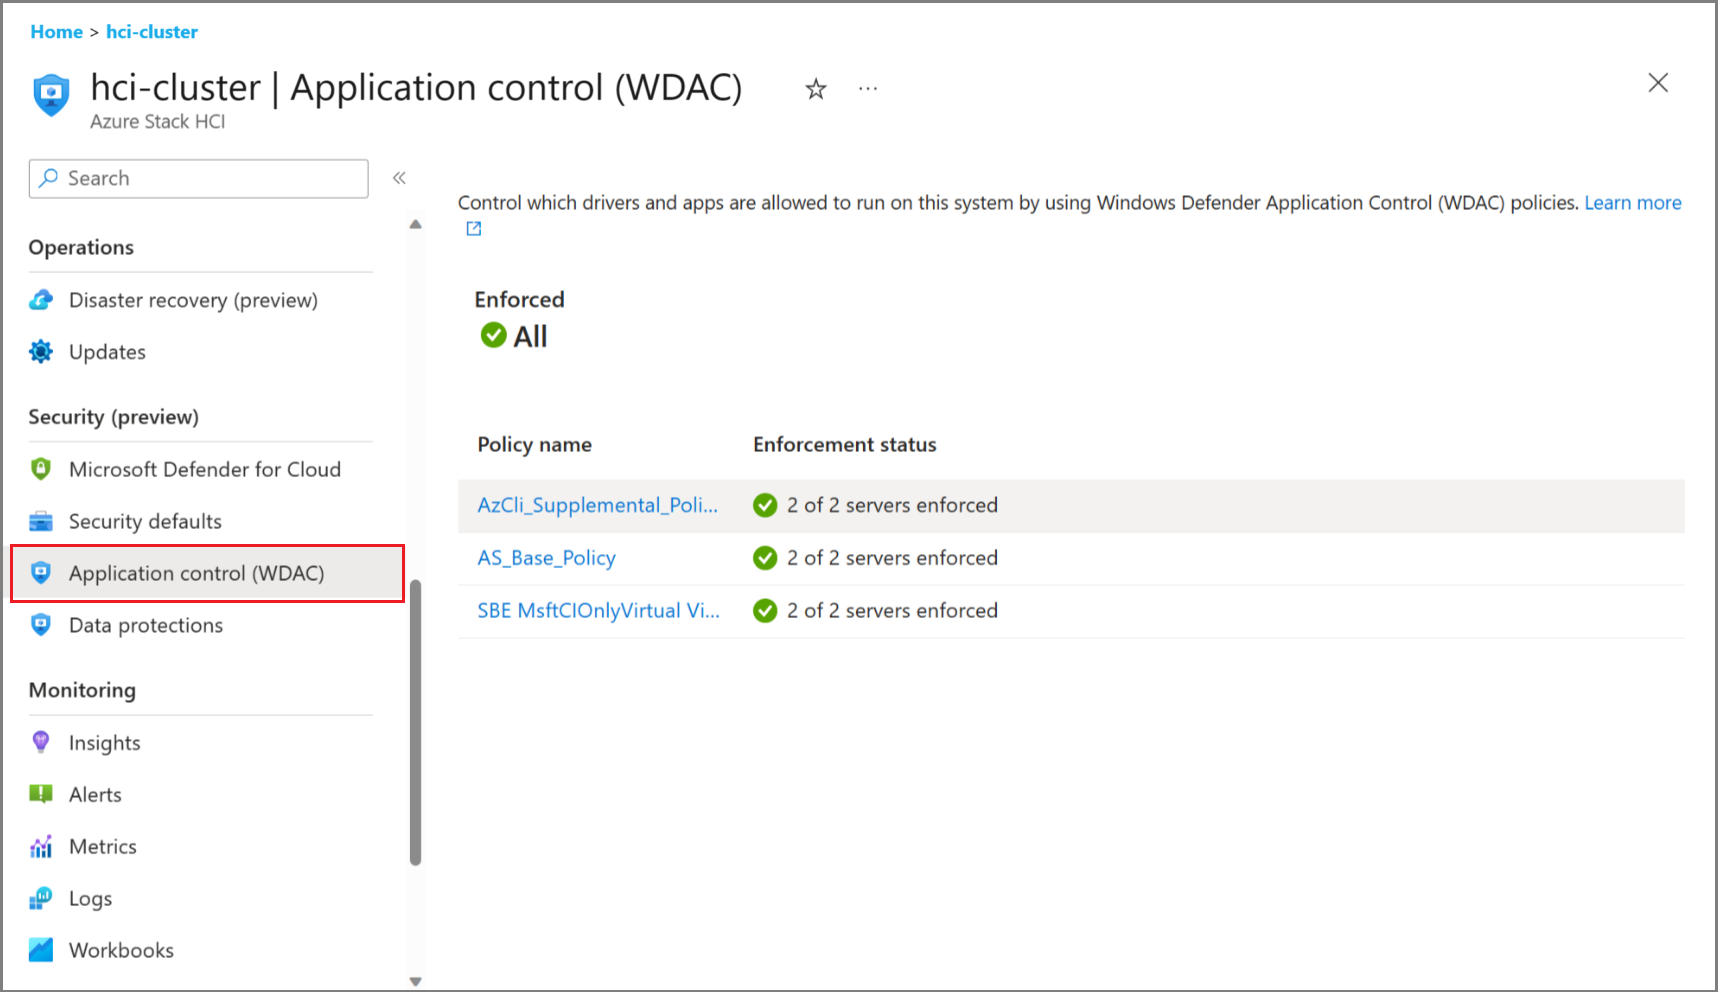 Home > hci-cluster
hci-cluster | Application control (WDAC)
Azure Stack HCI
Search
Operations
Disaster recovery (preview)
Updates
Security (preview)
Microsoft Defender for Cloud
Security defaults
Application control (WDAC)
Data protections
Monitoring
Insights
Alerts
Metrics
Logs
Workbooks
Control which drivers and apps are allowed to run on this system by using Windows Defender Application Control (WDAC) policies. Learn more
Enforced
All
Policy name Enforcement status
AzCli_Supplemental_Poli... 2 of 2 servers enforced
AS_Base_Policy 2 of 2 servers enforced
SBE MsftCIOnlyVirtual Vi... 2 of 2 servers enforced